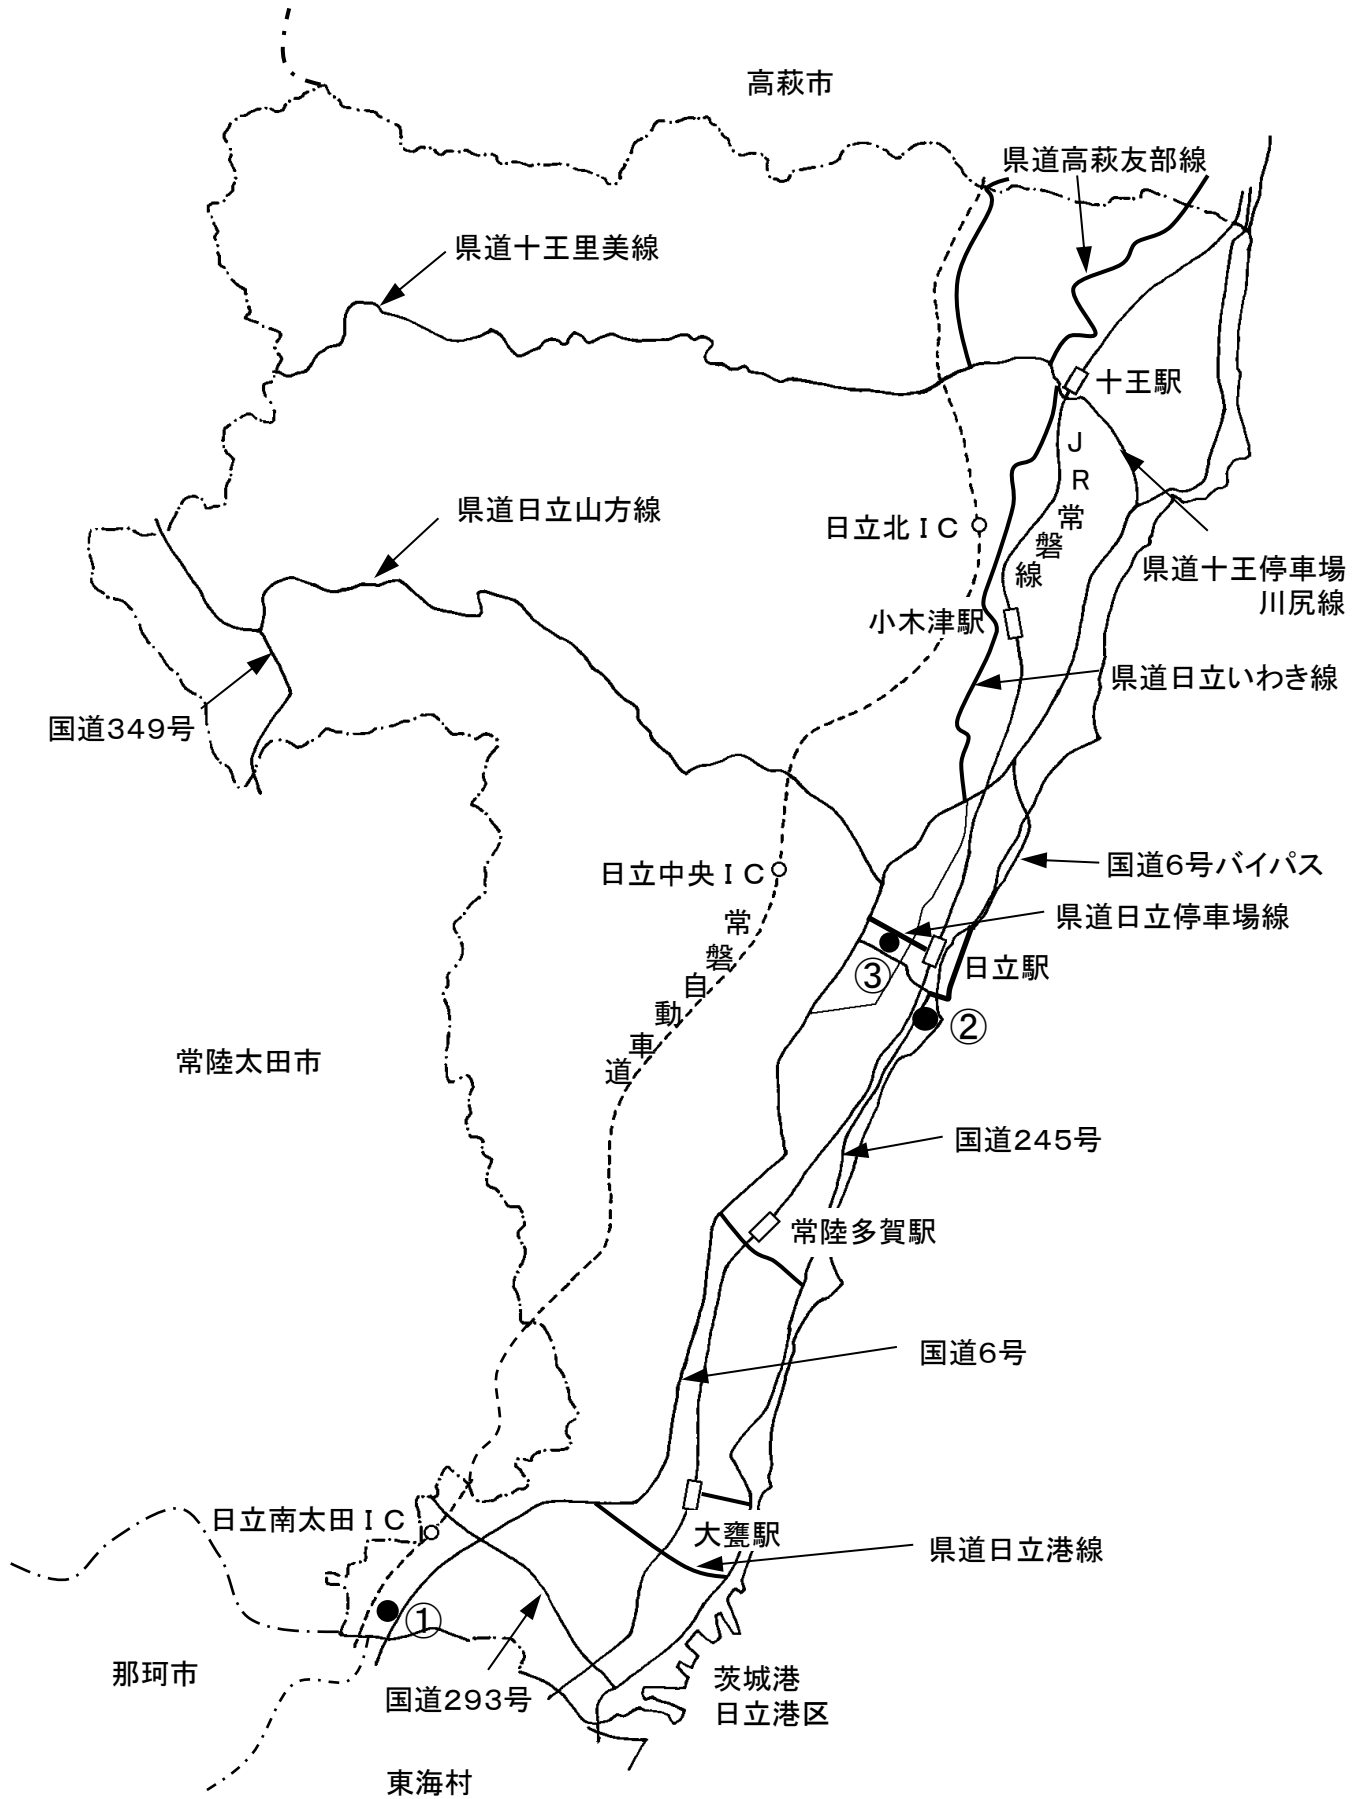 高萩市
県道高萩友部線
県道十王里美線
十王駅
JR常磐線
県道日立山方線
日立北ＩＣ
県道十王停車場
川尻線
小木津駅
県道日立いわき線
国道349号
国道6号バイパス
日立中央ＩＣ
県道日立停車場線
常磐自動車道
日立駅
③
②
常陸太田市
国道245号
常陸多賀駅
国道6号
日立南太田ＩＣ
大甕駅
県道日立港線
①
那珂市
国道293号
茨城港
日立港区
東海村